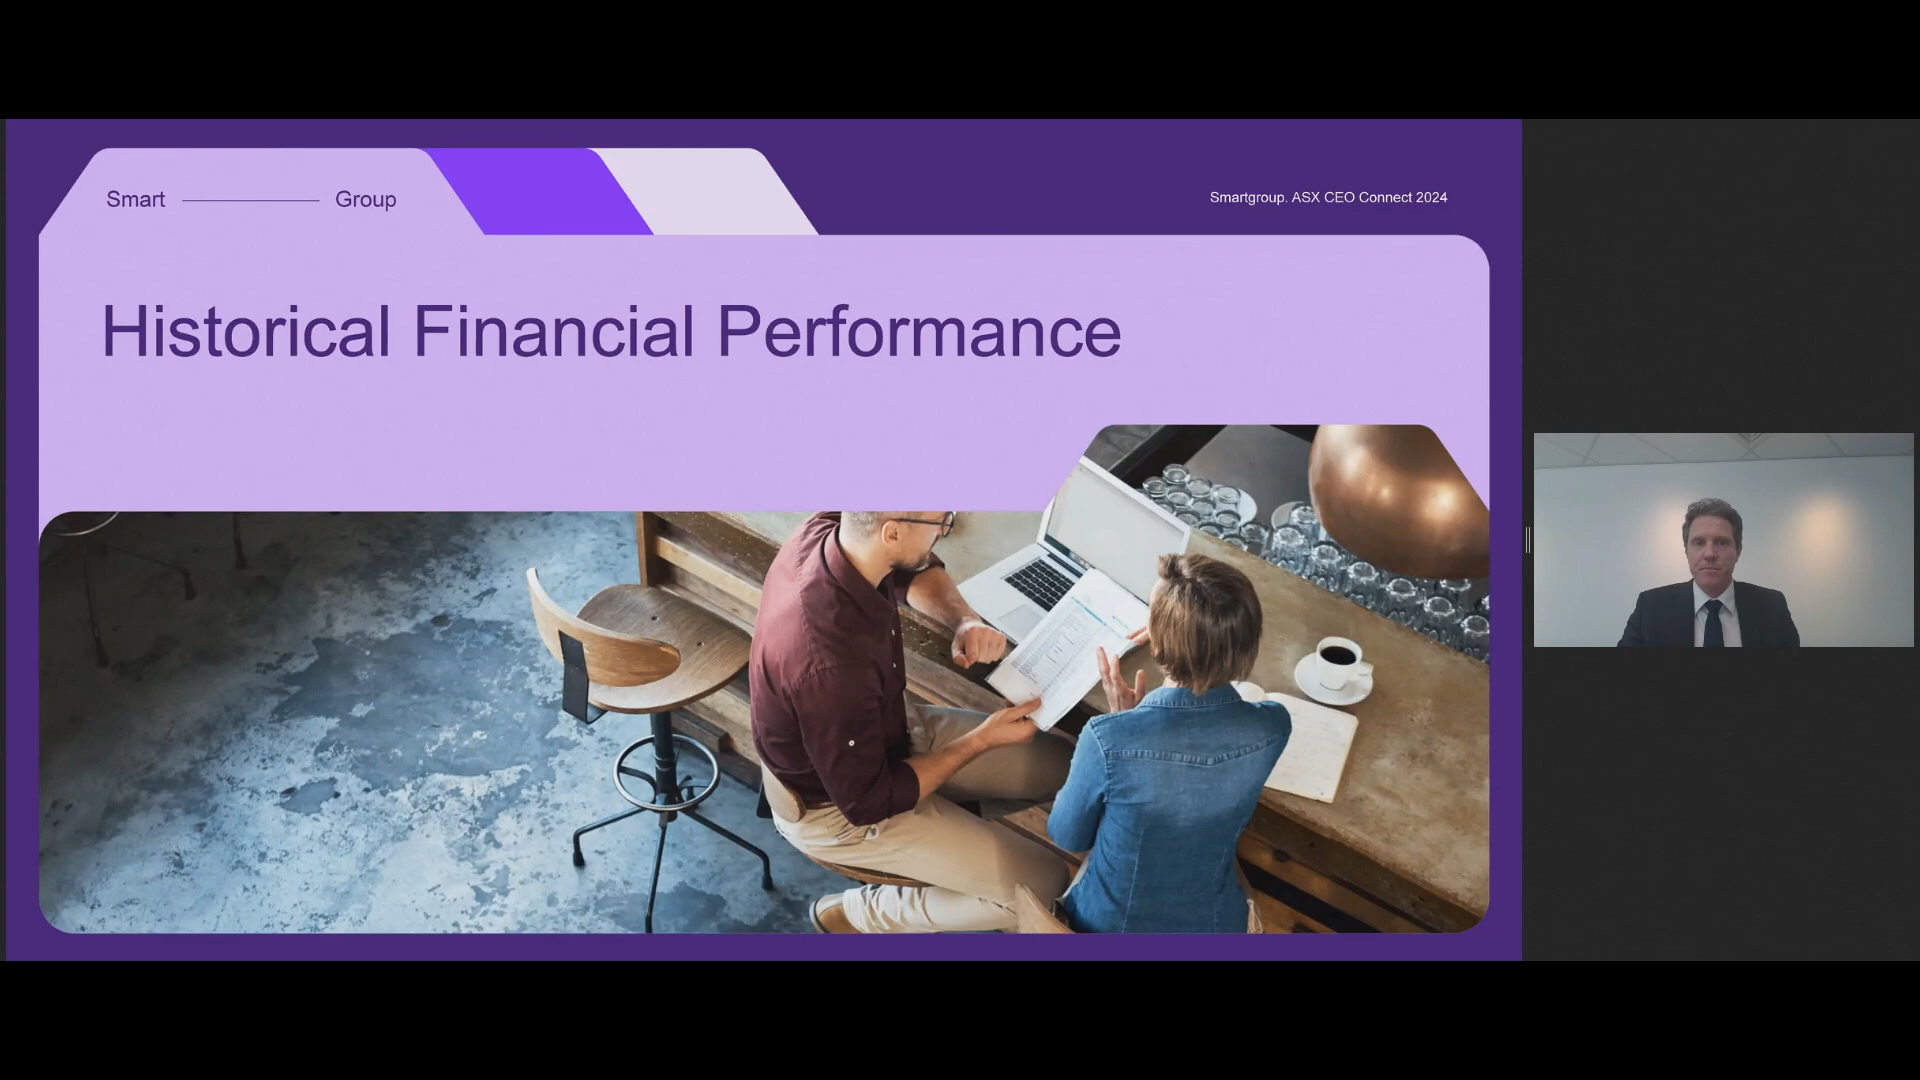 Smart Group
Smartgroup. ASX CEO Connect 2024
Historical Financial Performance